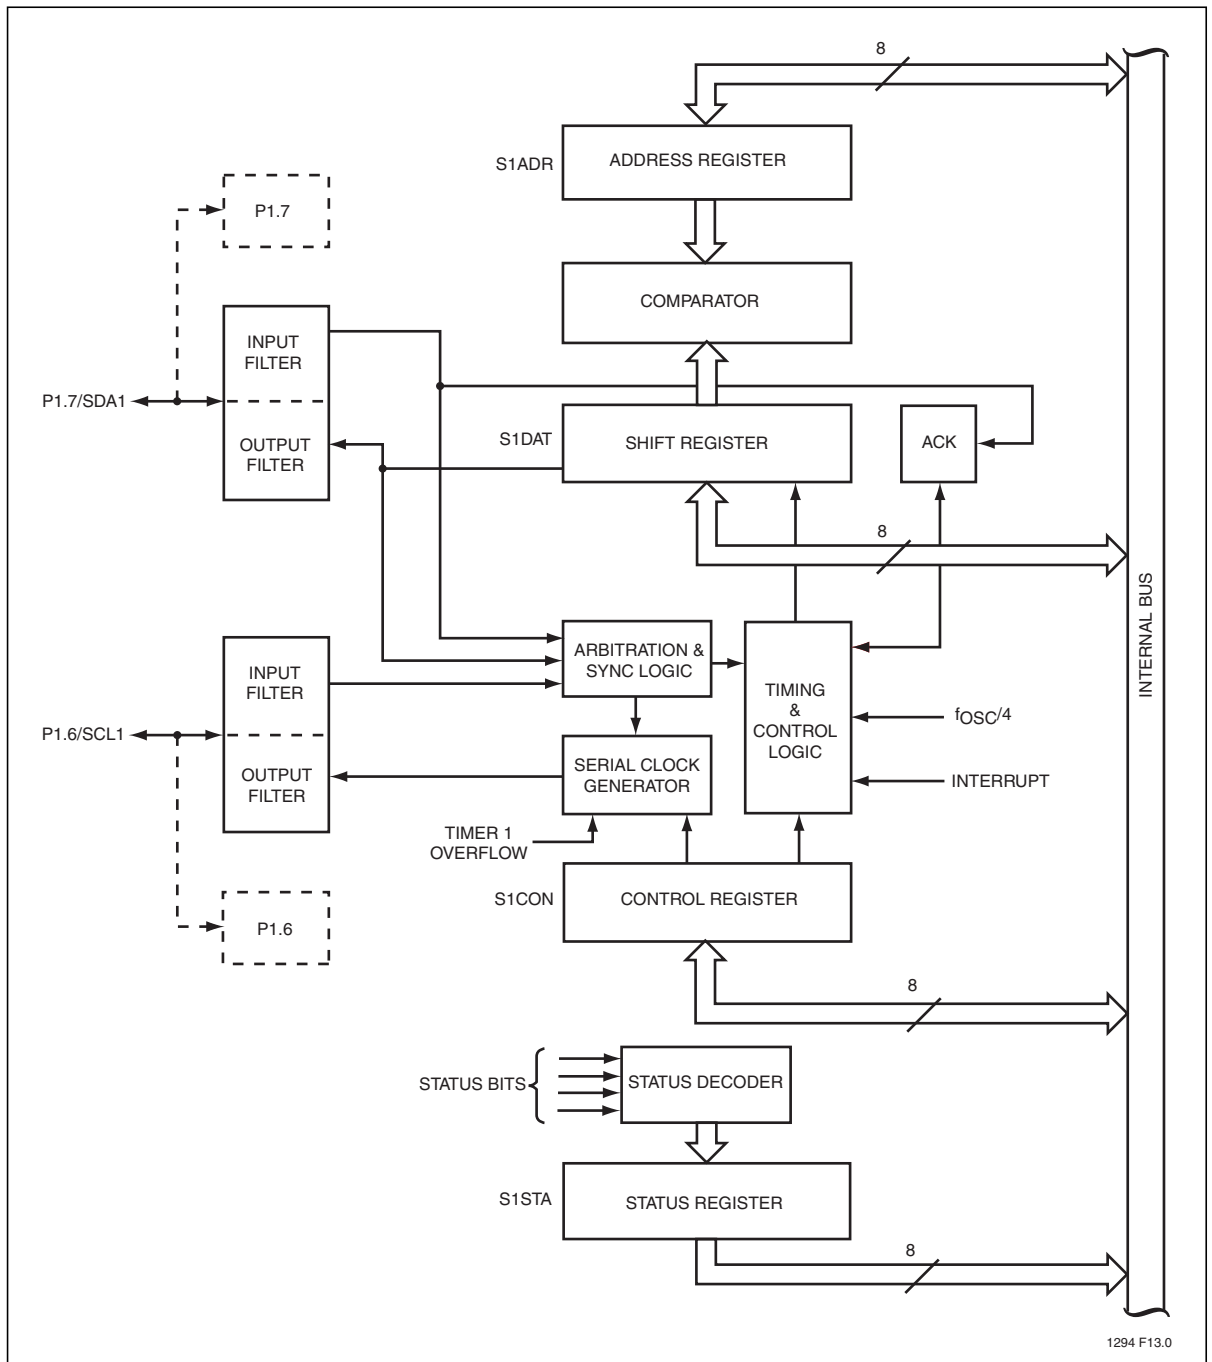 8
S1ADR
ADDRESS REGISTER
P1.7
COMPARATOR
INPUT
FILTER
P1.7/SDA1
OUTPUT
FILTER
S1DAT
SHIFT REGISTER
ACK
8
INTERNAL BUS
ARBITRATION &
SYNC LOGIC
INPUT
FILTER
TIMING
&
CONTROL
LOGIC
fOSC/4
P1.6/SCL1
OUTPUT
FILTER
SERIAL CLOCK
GENERATOR
INTERRUPT
TIMER 1
OVERFLOW
S1CON
CONTROL REGISTER
P1.6
8
STATUS BITS
STATUS DECODER
S1STA
STATUS REGISTER
8
1294 F13.0